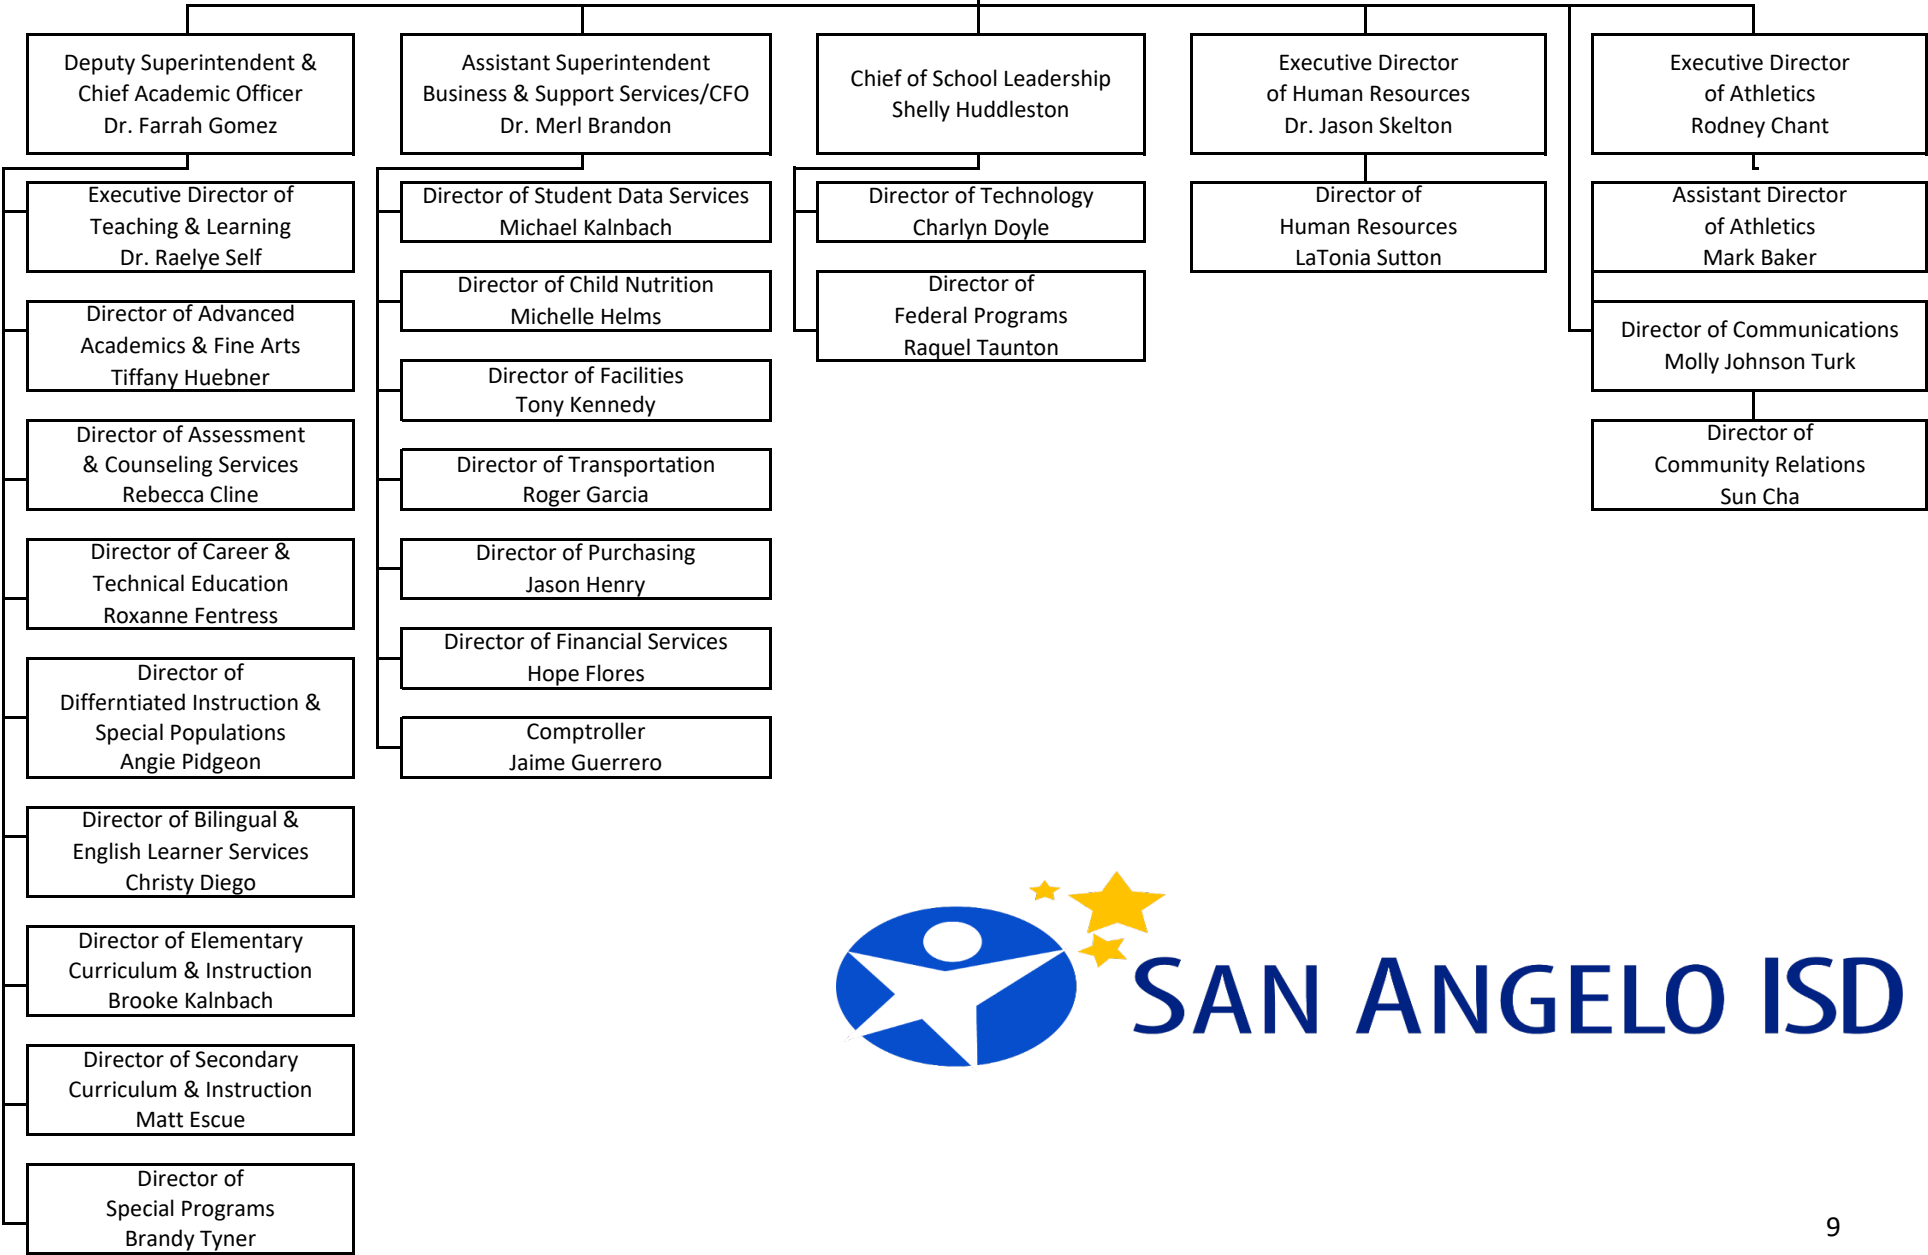 Deputy Superintendent &
Chief Academic Officer
Dr. Farrah Gomez
Assistant Superintendent
Business & Support Services/CFO
Dr. Merl Brandon
Chief of School Leadership
Shelly Huddleston
Executive Director
of Human Resources
Dr. Jason Skelton
Executive Director
of Athletics
Rodney Chant
Executive Director of
Teaching & Learning
Dr. Raelye Self
Director of Advanced
Academics & Fine Arts
Tiffany Huebner
Director of Assessment
& Counseling Services
Rebecca Cline
Director of Career &
Technical Education
Roxanne Fentress
Director of
Differntiated Instruction &
Special Populations
Angie Pidgeon
Director of Bilingual &
English Learner Services
Christy Diego
Director of Elementary
Curriculum & Instruction
Brooke Kalnbach
Director of Secondary
Curriculum & Instruction
Matt Escue
Director of
Special Programs
Brandy Tyner
Director of Student Data Services
Michael Kalnbach
Director of Child Nutrition
Michelle Helms
Director of Facilities
Tony Kennedy
Director of Transportation
Roger Garcia
Director of Purchasing
Jason Henry
Director of Financial Services
Hope Flores
Comptroller
Jaime Guerrero
Director of Technology
Charlyn Doyle
Director of
Federal Programs
Raquel Taunton
Director of
Human Resources
LaTonia Sutton
Assistant Director
of Athletics
Mark Baker
Director of Communications
Molly Johnson Turk
Director of
Community Relations
Sun Cha
SAN ANGELO ISD
9